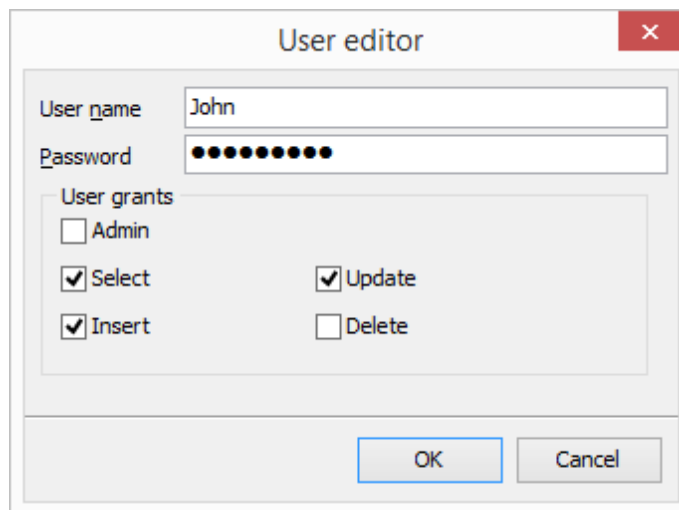 User editor
User name John
Password ●●●●●●●●●
User grants
Admin
Select Update
Insert Delete
OK Cancel